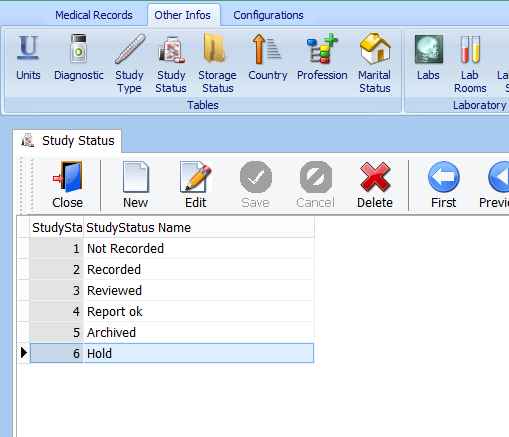 Medical Records Other Infos Configurations
Units Diagnostic Study Type Study Status Storage Status Country Profession Marital Status Labs Lab Rooms
Tables Laboratory
Study Status
Close New Edit Save Cancel Delete First
StudySta StudyStatus Name
1 Not Recorded
2 Recorded
3 Reviewed
4 Report ok
5 Archived
6 Hold